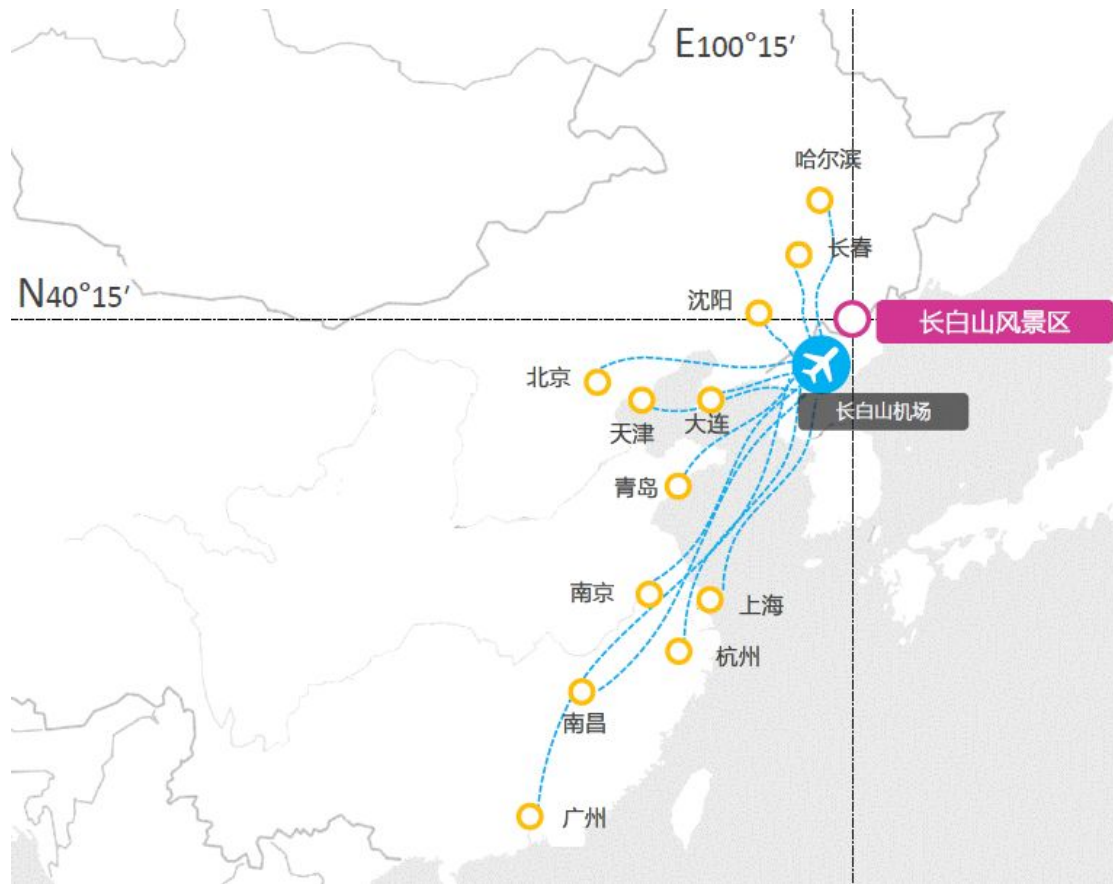 E100°15′
哈尔滨
长春
N40°15′
沈阳
长白山风景区
北京
天津
大连
长白山机场
青岛
南京
上海
杭州
南昌
广州